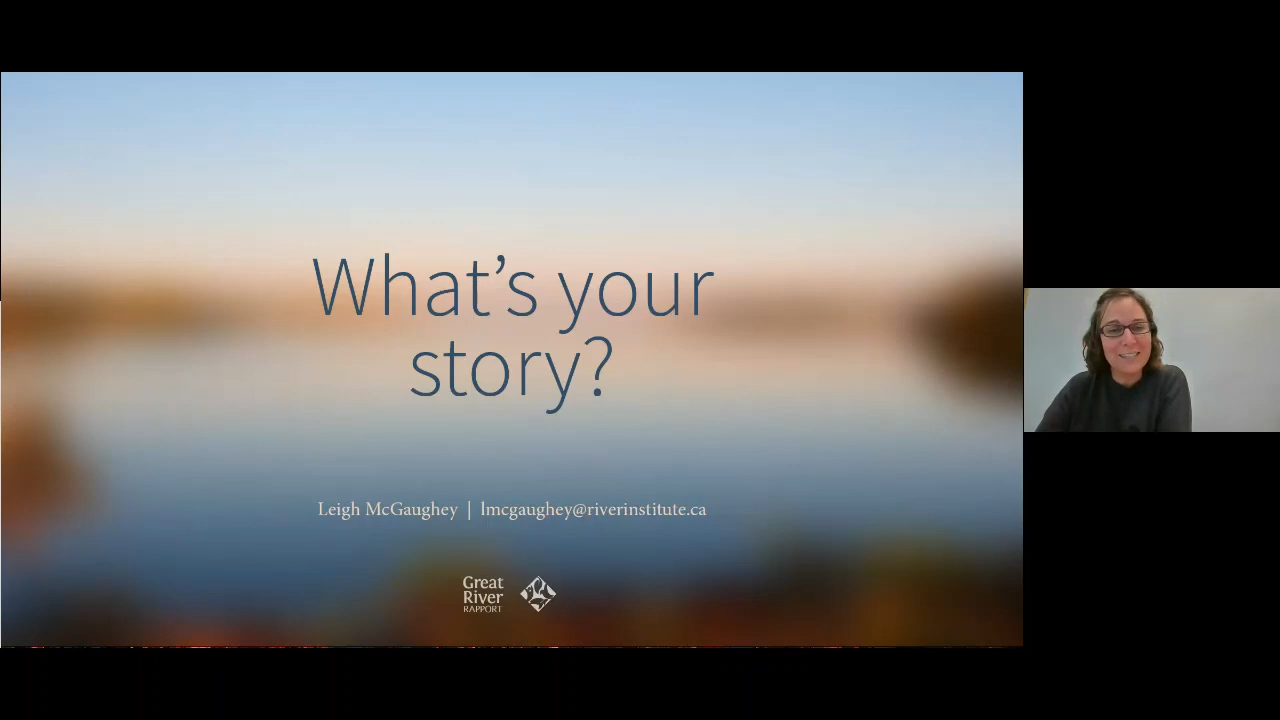 What’s your
story?
Leigh McGaughey | lmcgaughey@riverinstitute.ca
Great
River
RAPPORT